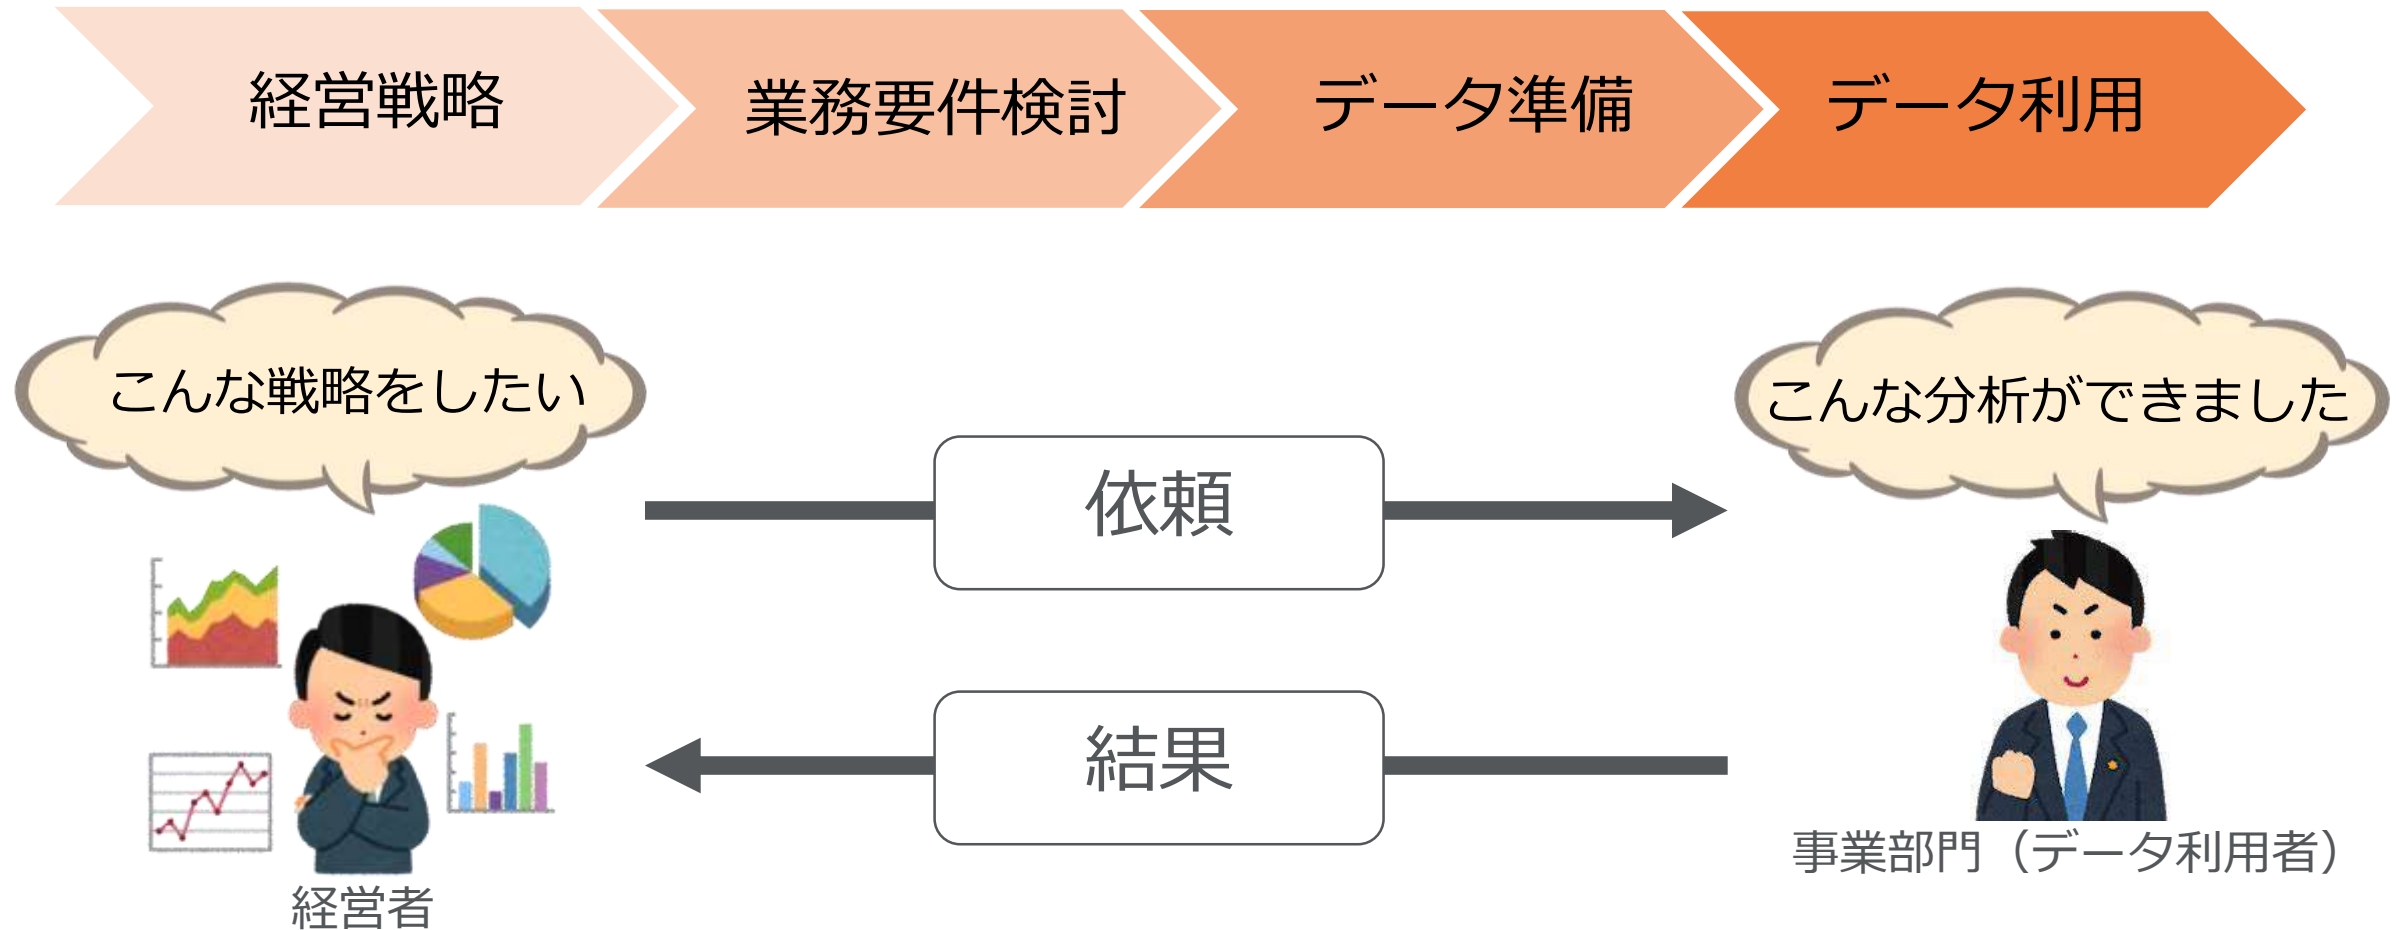 経営戦略
業務要件検討
データ準備
データ利用
こんな戦略をしたい
こんな分析ができました
依頼
結果
事業部門（データ利用者）
経営者